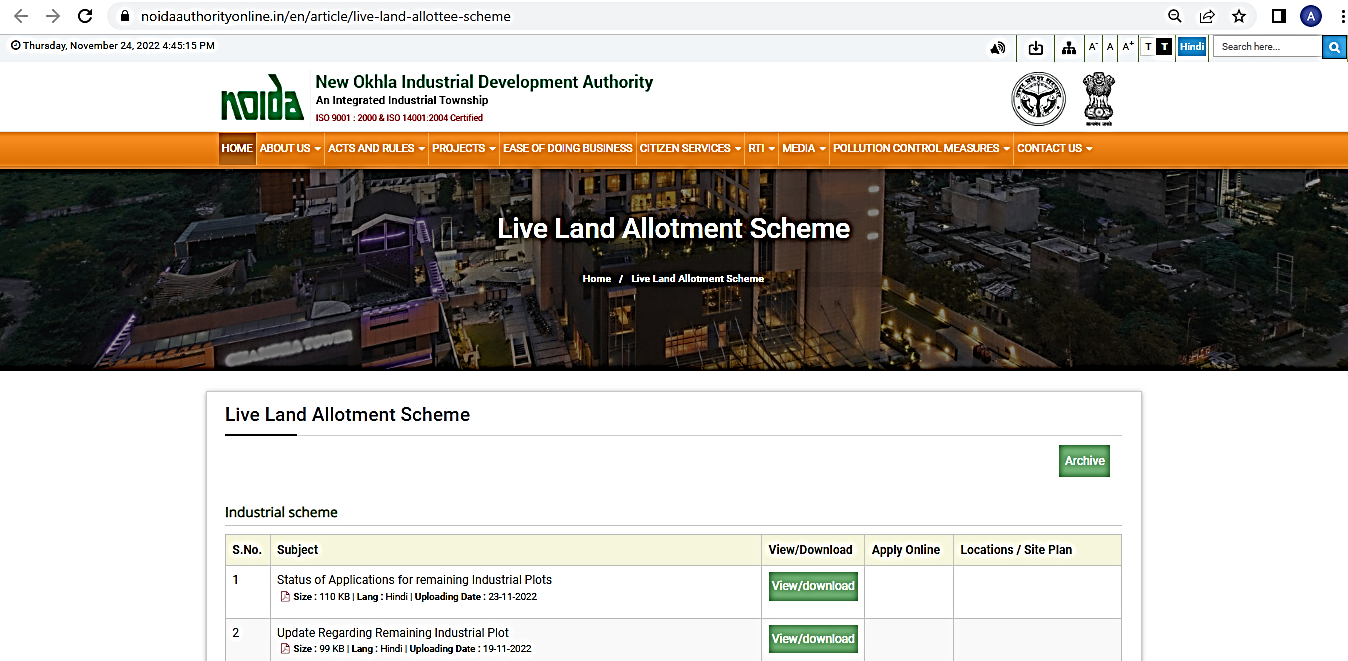 noidaauthorityonline.in/en/article/live-land-allottee-scheme
A
Thursday, November 24, 2022 4:45:15 PM
A- A A+ T T Hindi Search here...
noida
New Okhla Industrial Development Authority
An Integrated Industrial Township
ISO 9001 : 2000 & ISO 14001:2004 Certified
HOME ABOUT US ACTS AND RULES PROJECTS EASE OF DOING BUSINESS CITIZEN SERVICES RTI MEDIA POLLUTION CONTROL MEASURES CONTACT US
Live Land Allotment Scheme
Home / Live Land Allotment Scheme
Live Land Allotment Scheme
Archive
Industrial scheme
S.No. Subject View/Download Apply Online Locations / Site Plan
1 Status of Applications for remaining Industrial Plots View/download
Size : 110 KB | Lang : Hindi | Uploading Date : 23-11-2022
2 Update Regarding Remaining Industrial Plot View/download
Size : 99 KB | Lang : Hindi | Uploading Date : 19-11-2022